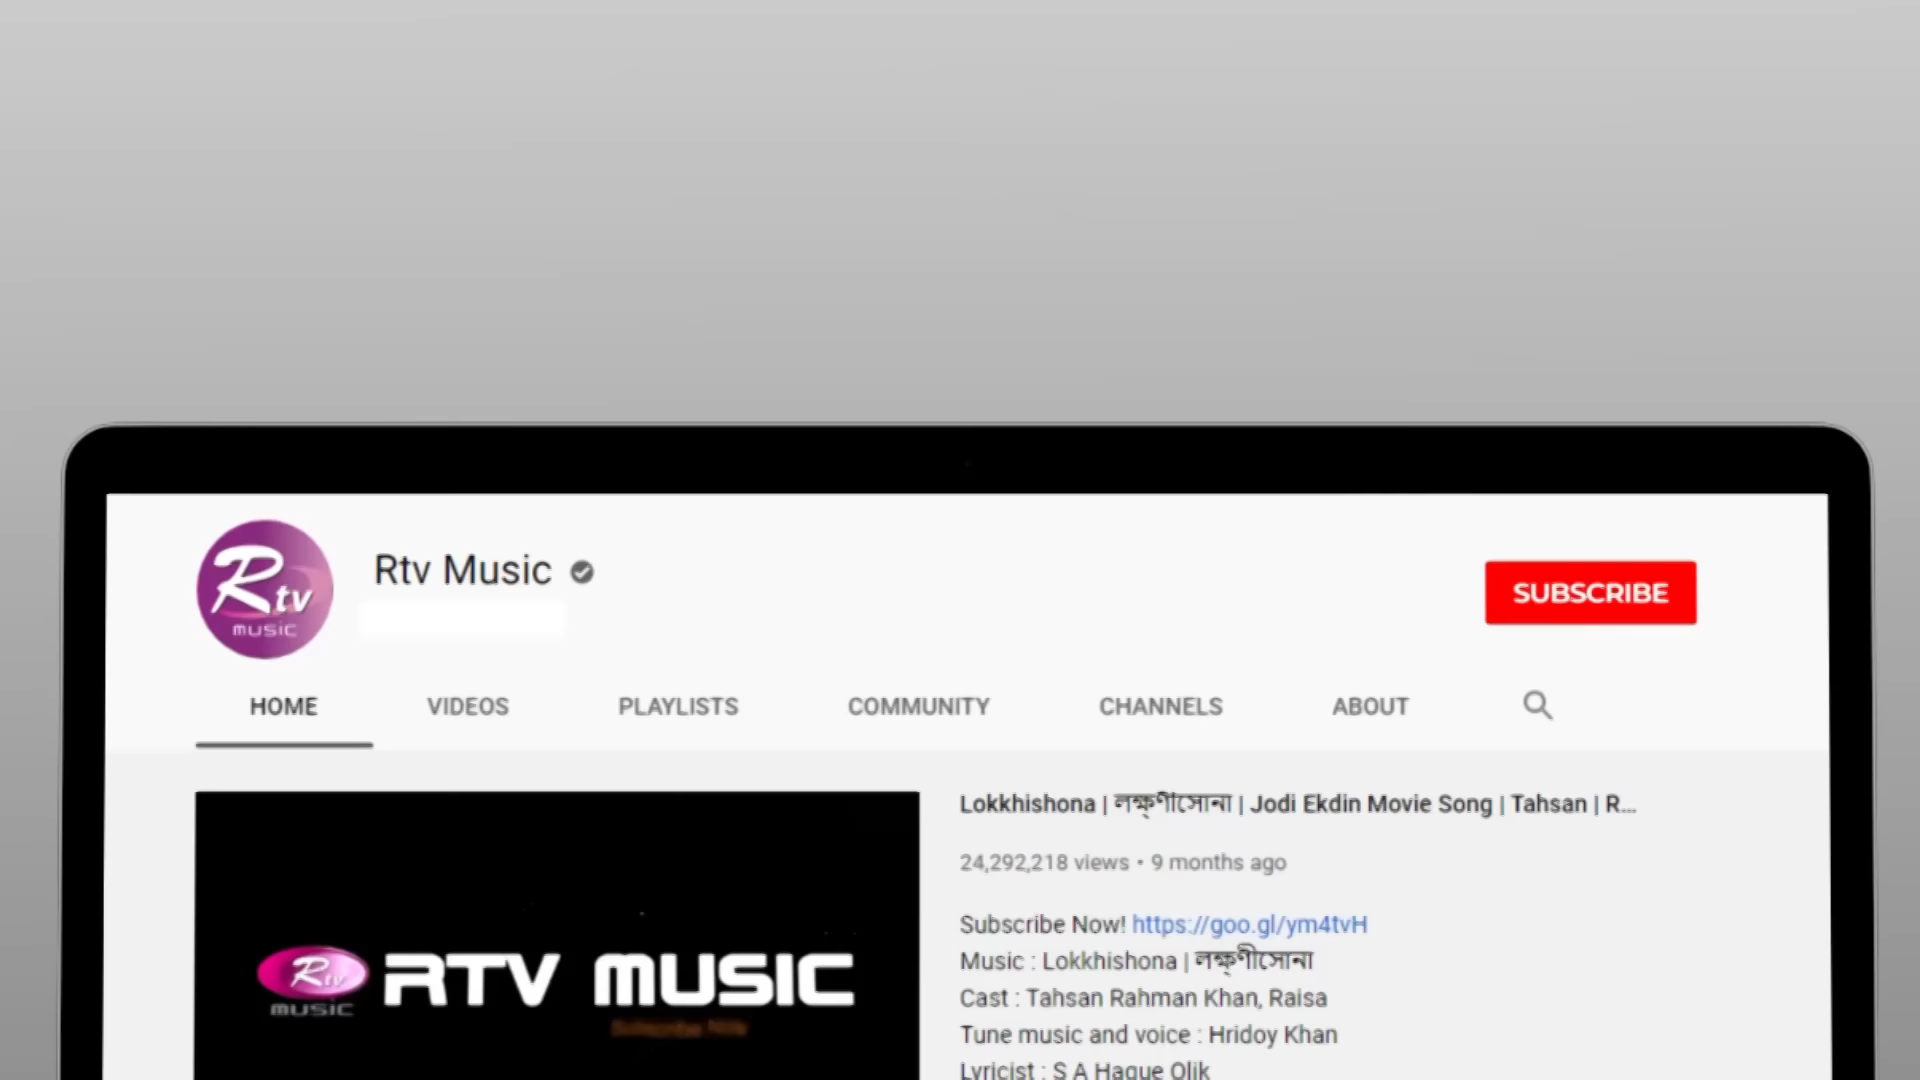 Rtv Music
SUBSCRIBE
Rtv
MUSIC
HOME VIDEOS PLAYLISTS COMMUNITY CHANNELS ABOUT
Lokkhishona | লক্ষ্ণীসোনা | Jodi Ekdin Movie Song | Tahsan | R...
24,292,218 views • 9 months ago
Subscribe Now! https://goo.gl/ym4tvH
Music : Lokkhishona | লক্ষ্ণীসোনা
Cast : Tahsan Rahman Khan, Raisa
Tune music and voice : Hridoy Khan
Lyricist : S A Haque Olik
Rtv
MUSIC
RTV MUSIC
Subscribe Now